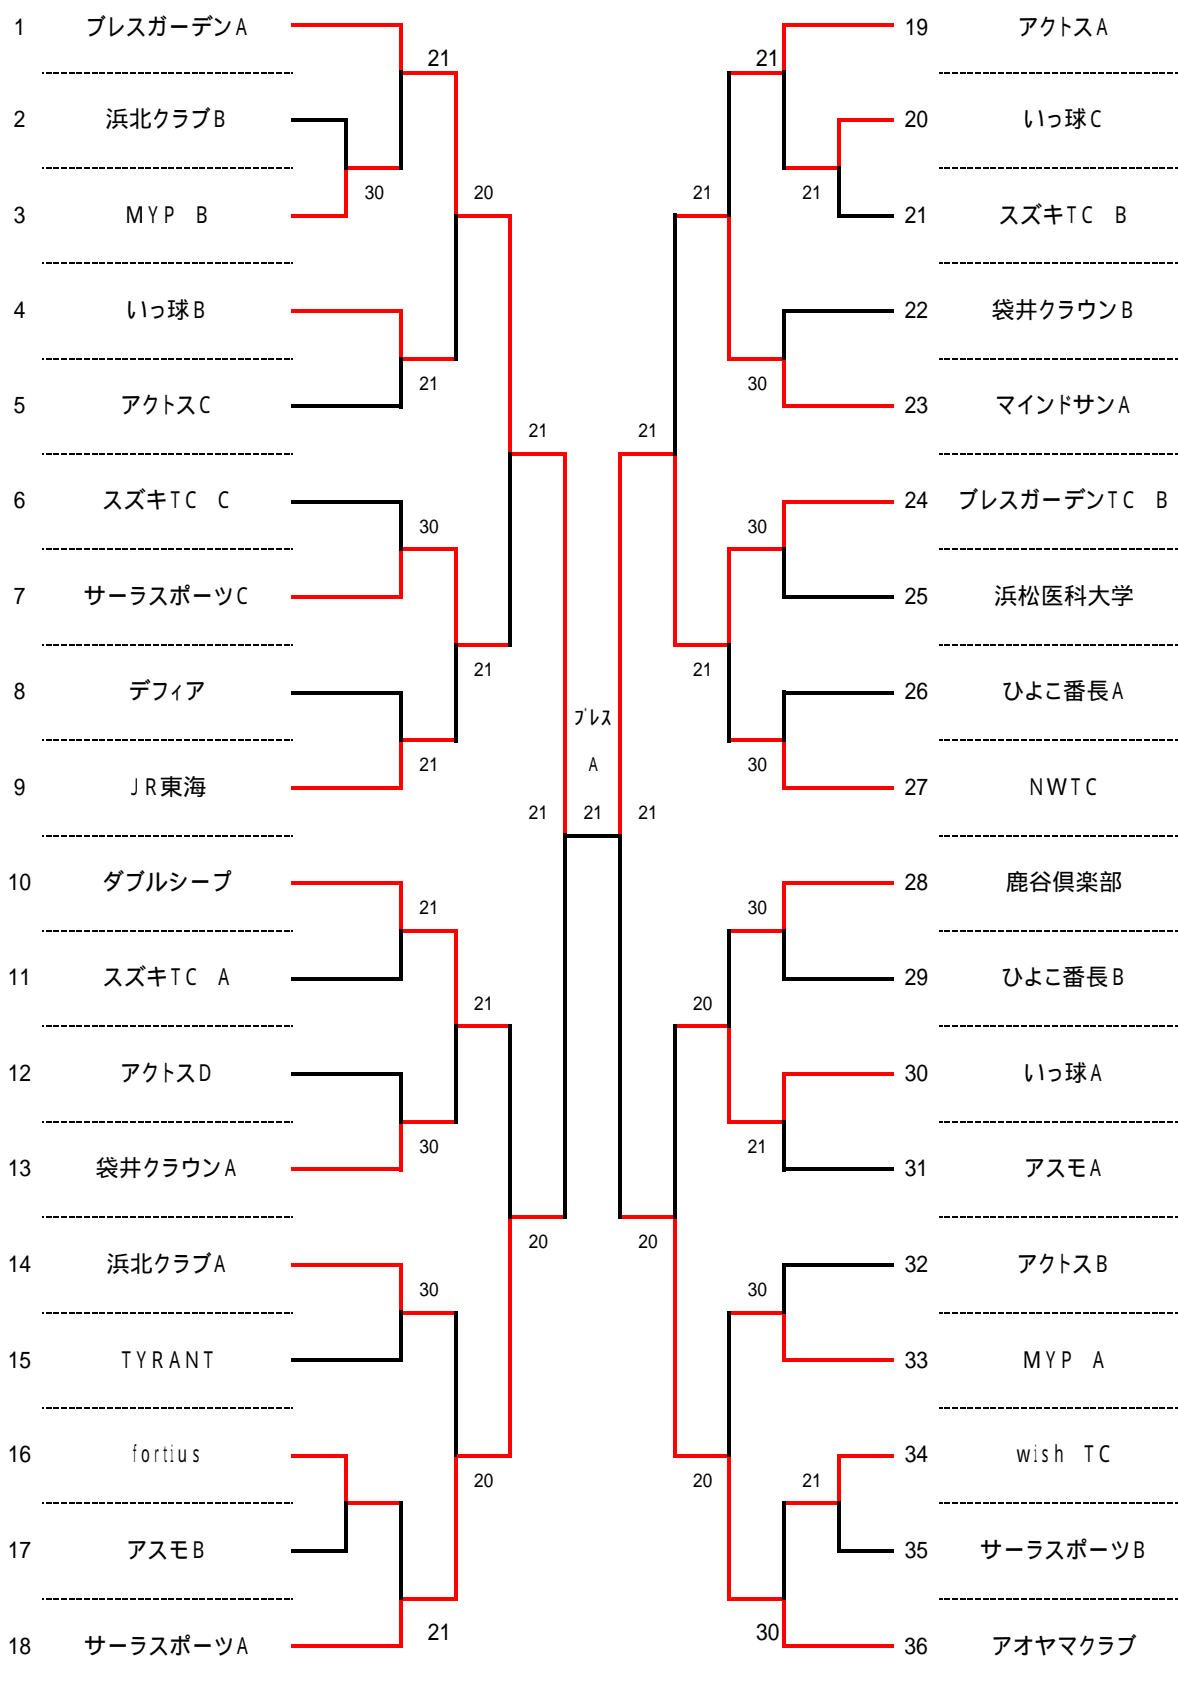 1 ブレスガーデンA 19 アクトスA
21 21
2 浜北クラブB 20 いっ球C
30 20 21 21
3 MYP B 21 スズキTC B
4 いっ球B 22 袋井クラウンB
21 30
5 アクトスC 23 マインドサンA
21 21
6 スズキTC C 24 ブレスガーデンTC B
30 30
7 サーラスポーツC 25 浜松医科大学
21 21
8 デフィア 26 ひよこ番長A
ブレス
21 A 30
9 JR東海 27 NWTC
21 21 21
10 ダブルシープ 28 鹿谷倶楽部
21 30
11 スズキTC A 29 ひよこ番長B
21 20
12 アクトスD 30 いっ球A
30 21
13 袋井クラウンA 31 アスモA
20 20
14 浜北クラブA 32 アクトスB
30 30
15 TYRANT 33 MYP A
16 fortius 34 wish TC
20 20 21
17 アスモB 35 サーラスポーツB
21 30
18 サーラスポーツA 36 アオヤマクラブ